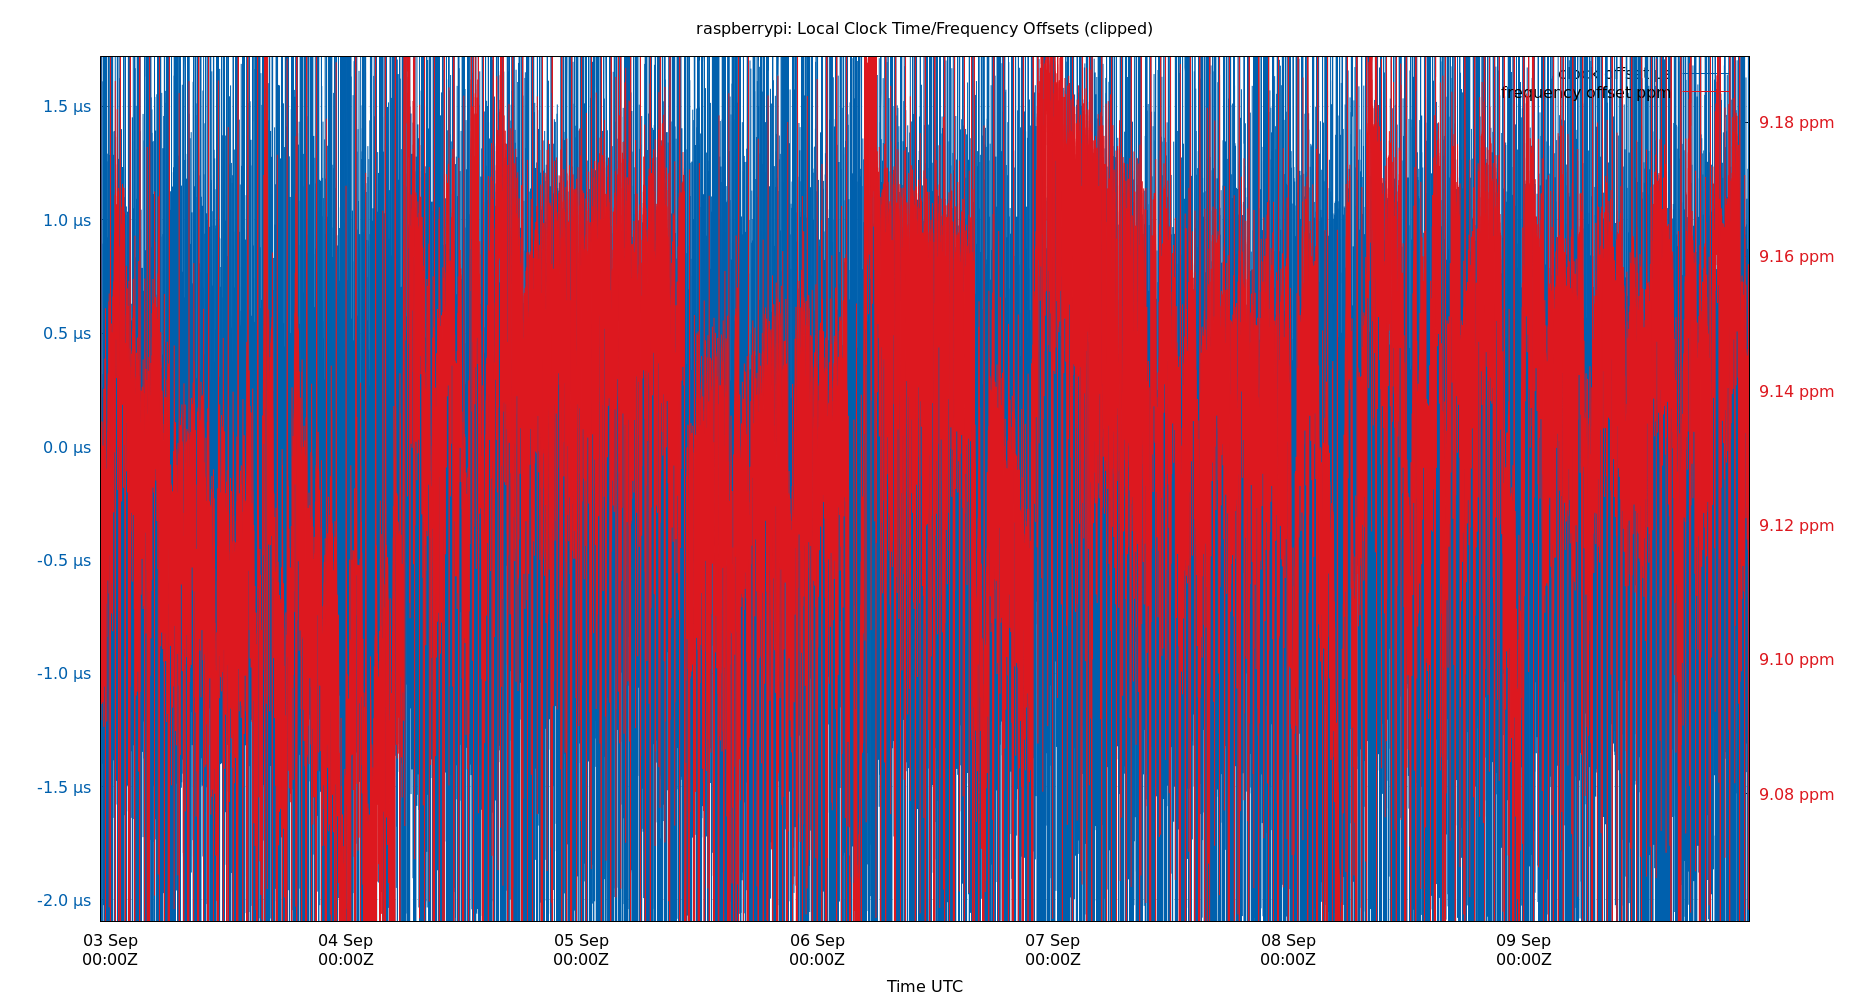 raspberrypi: Local Clock Time/Frequency Offsets (clipped)
clock offset µs
frequency offset ppm
1.5 µs
1.0 µs
0.5 µs
0.0 µs
-0.5 µs
-1.0 µs
-1.5 µs
-2.0 µs
9.18 ppm
9.16 ppm
9.14 ppm
9.12 ppm
9.10 ppm
9.08 ppm
03 Sep 04 Sep 05 Sep 06 Sep 07 Sep 08 Sep 09 Sep
00:00Z 00:00Z 00:00Z 00:00Z 00:00Z 00:00Z 00:00Z
Time UTC